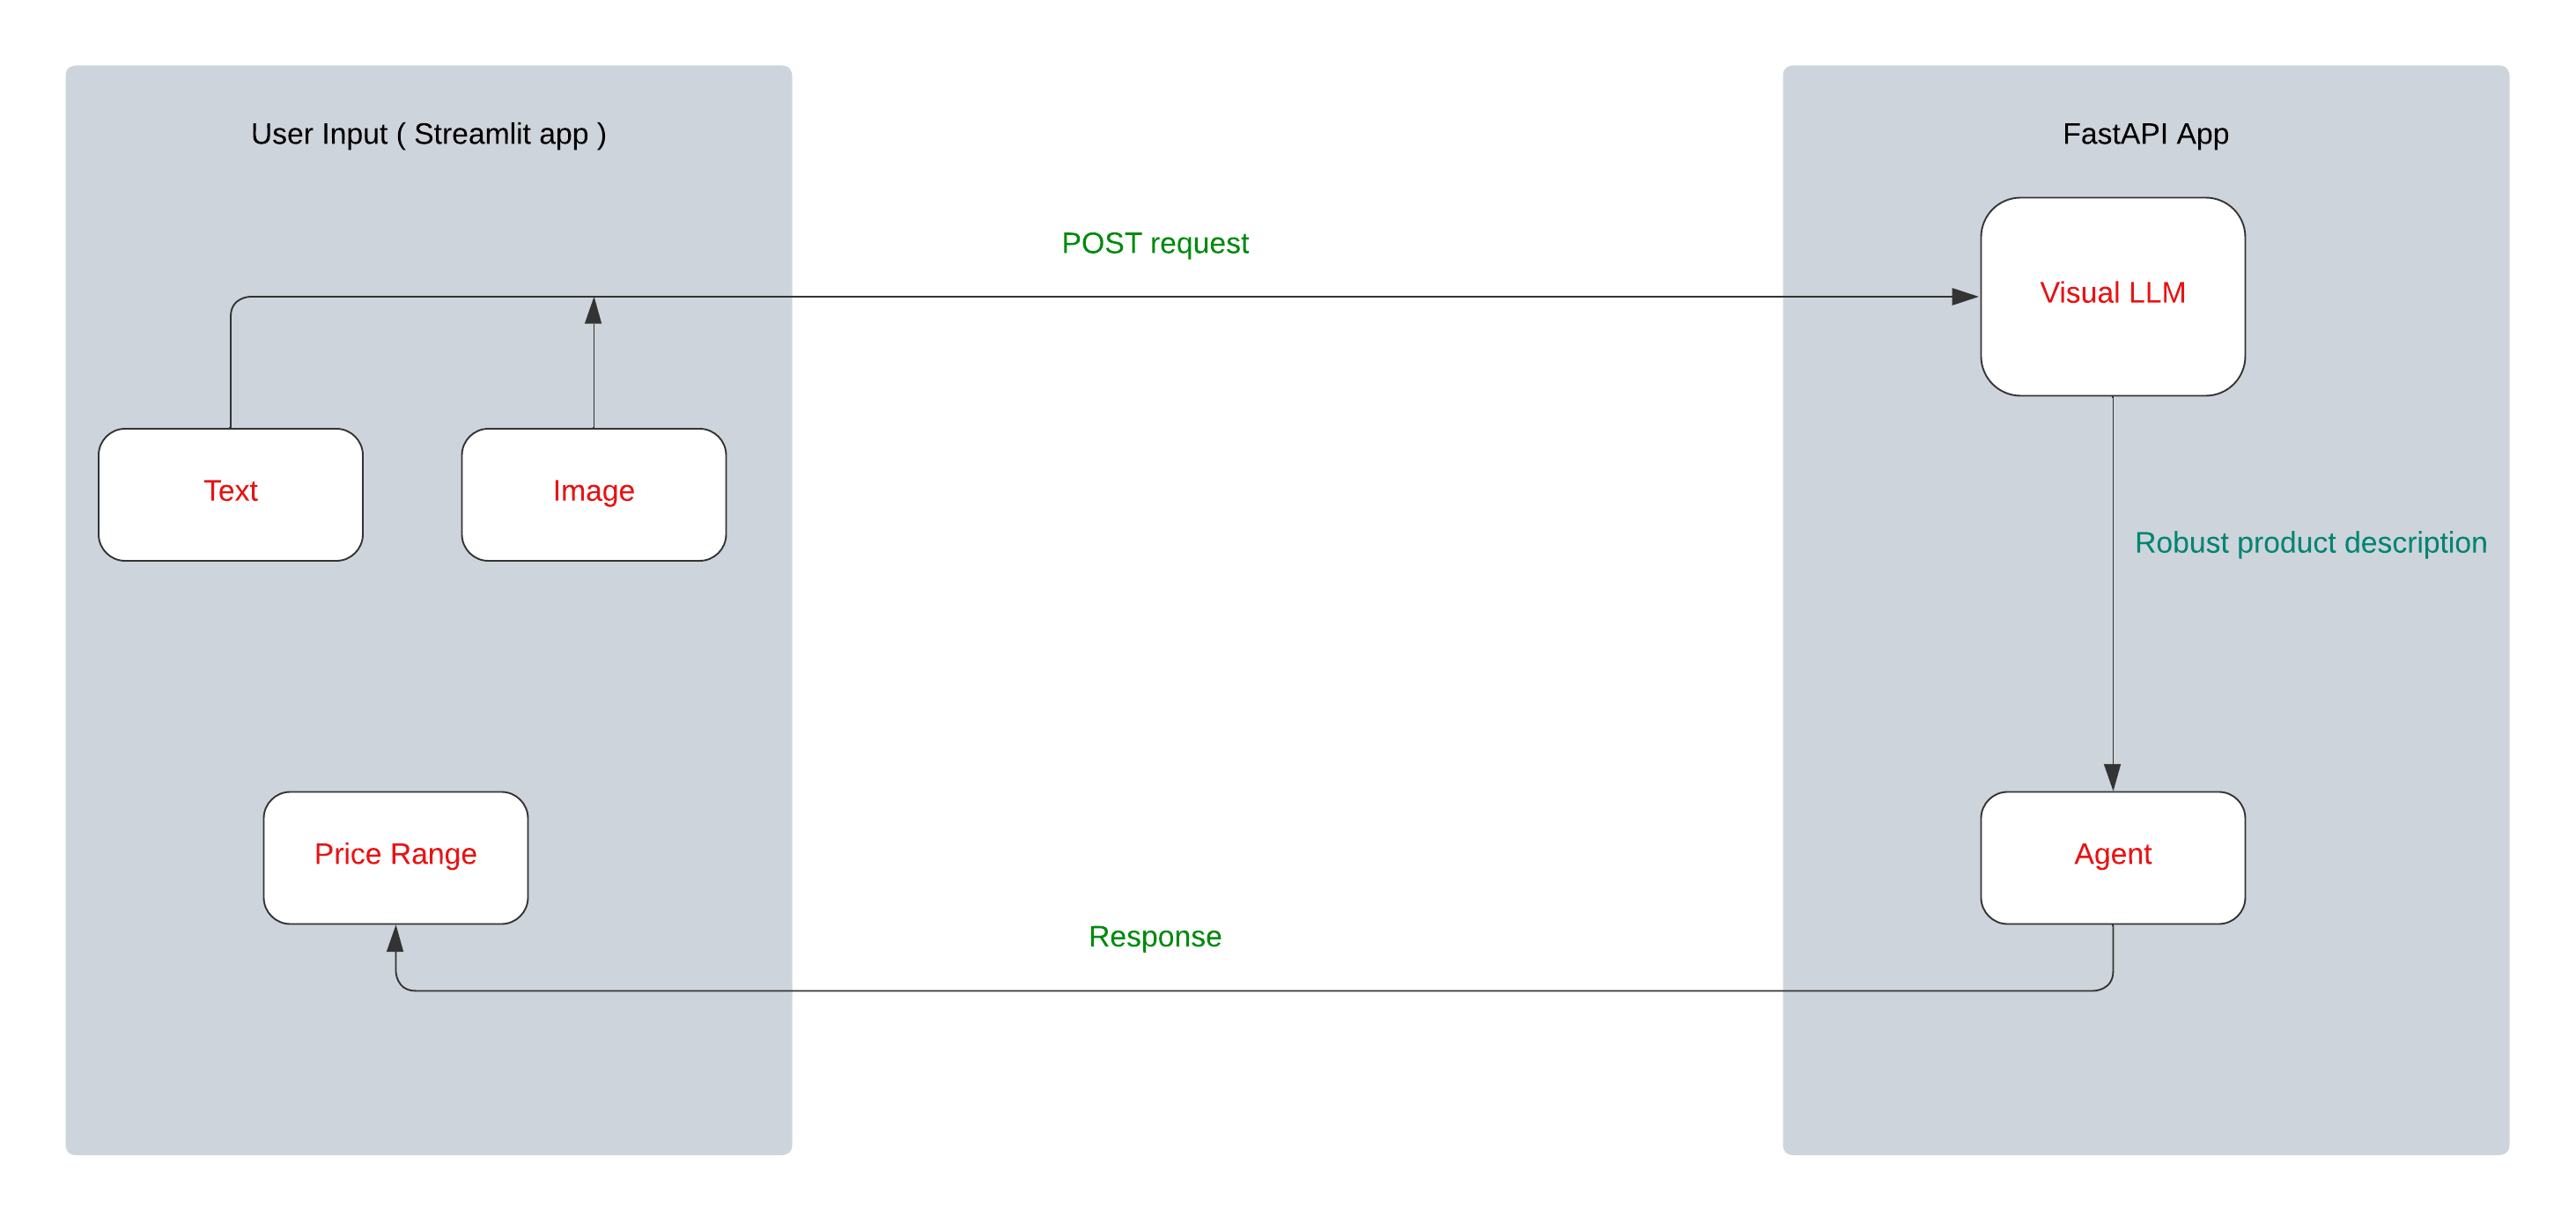 User Input ( Streamlit app )
FastAPI App
POST request
Visual LLM
Text
Image
Robust product description
Price Range
Agent
Response